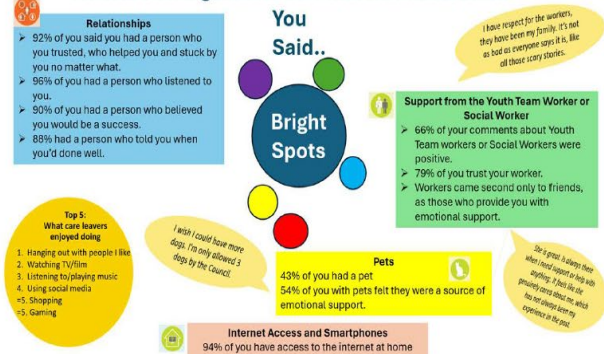 You
Said..
Bright
Spots
Relationships
➤ 92% of you said you had a person who
you trusted, who helped you and stuck by
you no matter what.
➤ 96% of you had a person who listened to
you.
➤ 90% of you had a person who believed
you would be a success.
➤ 88% had a person who told you when
you'd done well.
I have respect for the workers,
they have been my family. it's not
as bad as everyone says it is, like
all those scary stories.
Support from the Youth Team Worker or
Social Worker
➤ 66% of your comments about Youth
Team workers or Social Workers were
positive.
➤ 79% of you trust your worker.
➤ Workers came second only to friends,
as those who provide you with
emotional support.
Top 5:
What care leavers
enjoyed doing
1. Hanging out with people I like
2. Watching TV/film
3. Listening to/playing music
4. Using social media
=5. Shopping
=5. Gaming
I wish I could have more
dogs. I'm only allowed 3
dogs by the Council.
Pets
43% of you had a pet
54% of you with pets felt they were a source of
emotional support.
She is great. is always there
when I need support or help with
anything. it feels like she
genuinely cares about me, which
has not always been my
experience in the past.
Internet Access and Smartphones
94% of you have access to the internet at home